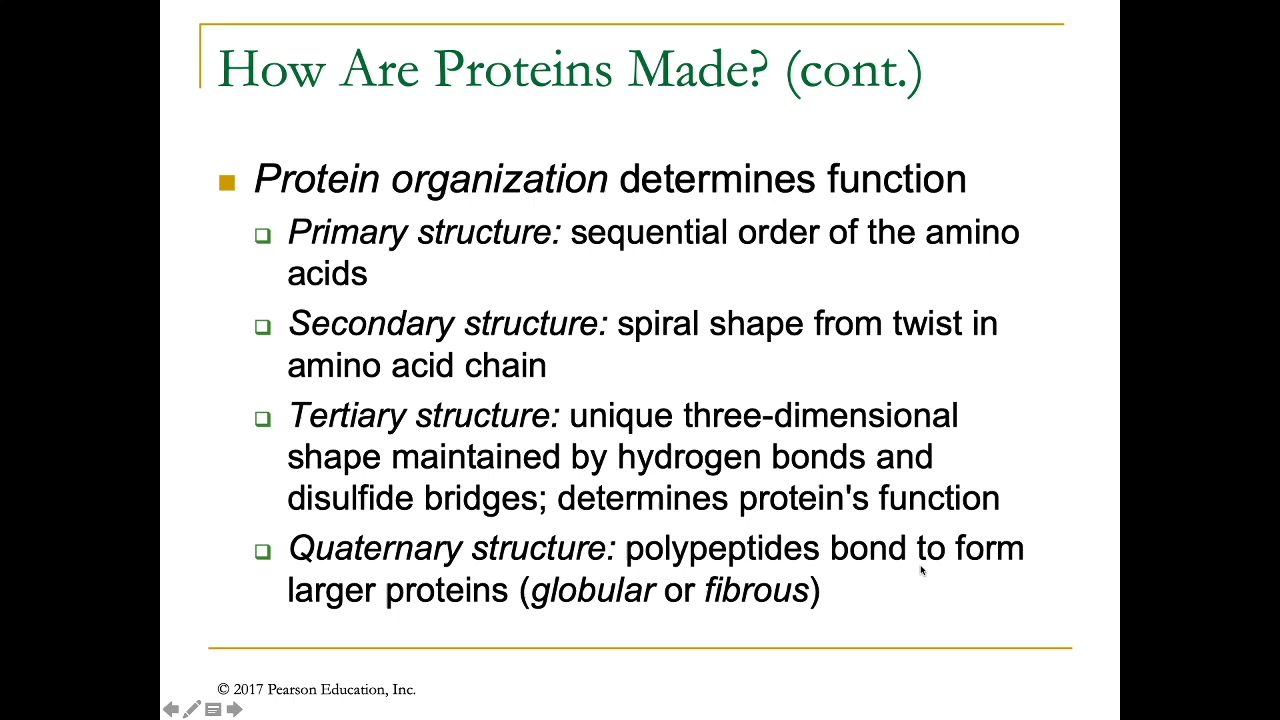 How Are Proteins Made? (cont.)
Protein organization determines function
Primary structure: sequential order of the amino
acids
Secondary structure: spiral shape from twist in
amino acid chain
Tertiary structure: unique three-dimensional
shape maintained by hydrogen bonds and
disulfide bridges; determines protein's function
Quaternary structure: polypeptides bond to form
larger proteins (globular or fibrous)
© 2017 Pearson Education, Inc.